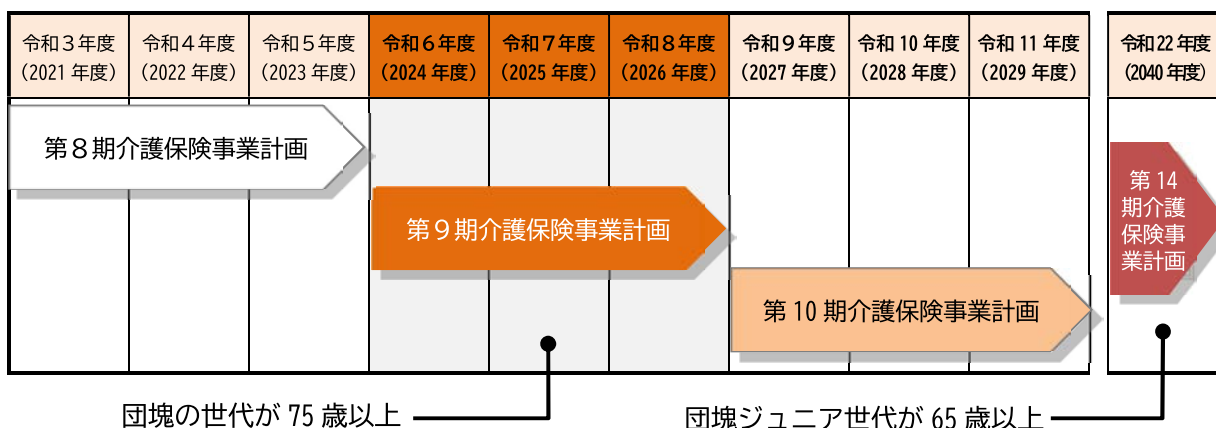 令和３年度
（2021 年度）
令和４年度
（2022 年度）
令和５年度
（2023 年度）
令和６年度
（2024 年度）
令和７年度
（2025 年度）
令和８年度
（2026 年度）
令和９年度
（2027 年度）
令和 10 年度
（2028 年度）
令和 11 年度
（2029 年度）
令和 22 年度
（2040 年度）
第８期介護保険事業計画
第９期介護保険事業計画
第 10 期介護保険事業計画
第 14
期介護
保険事
業計画
団塊の世代が 75 歳以上
団塊ジュニア世代が 65 歳以上